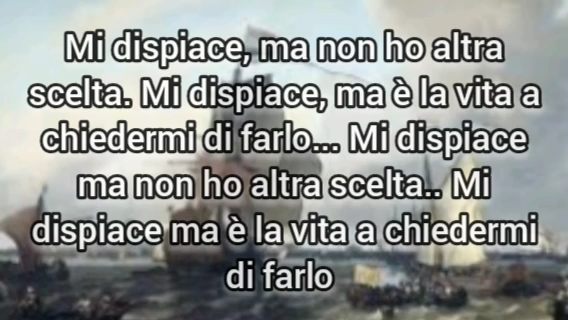 Mi dispiace, ma non ho altra
scelta. Mi dispiace, ma è la vita a
chiedermi di farlo... Mi dispiace
ma non ho altra scelta.. Mi
dispiace ma è la vita a chiedermi
di farlo